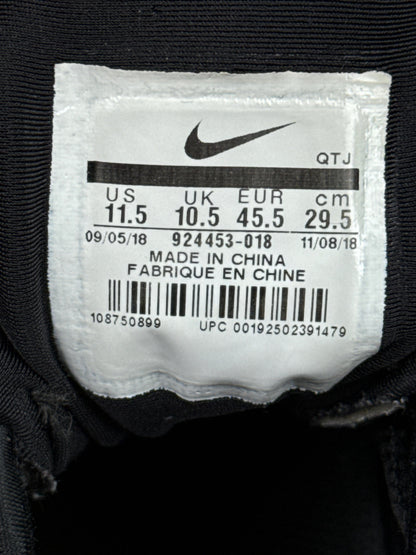 QTJ
US UK EUR cm
11.5 10.5 45.5 29.5
09/05/18 924453-018 11/08/18
MADE IN CHINA
FABRIQUE EN CHINE
108750899 UPC 00192502391479